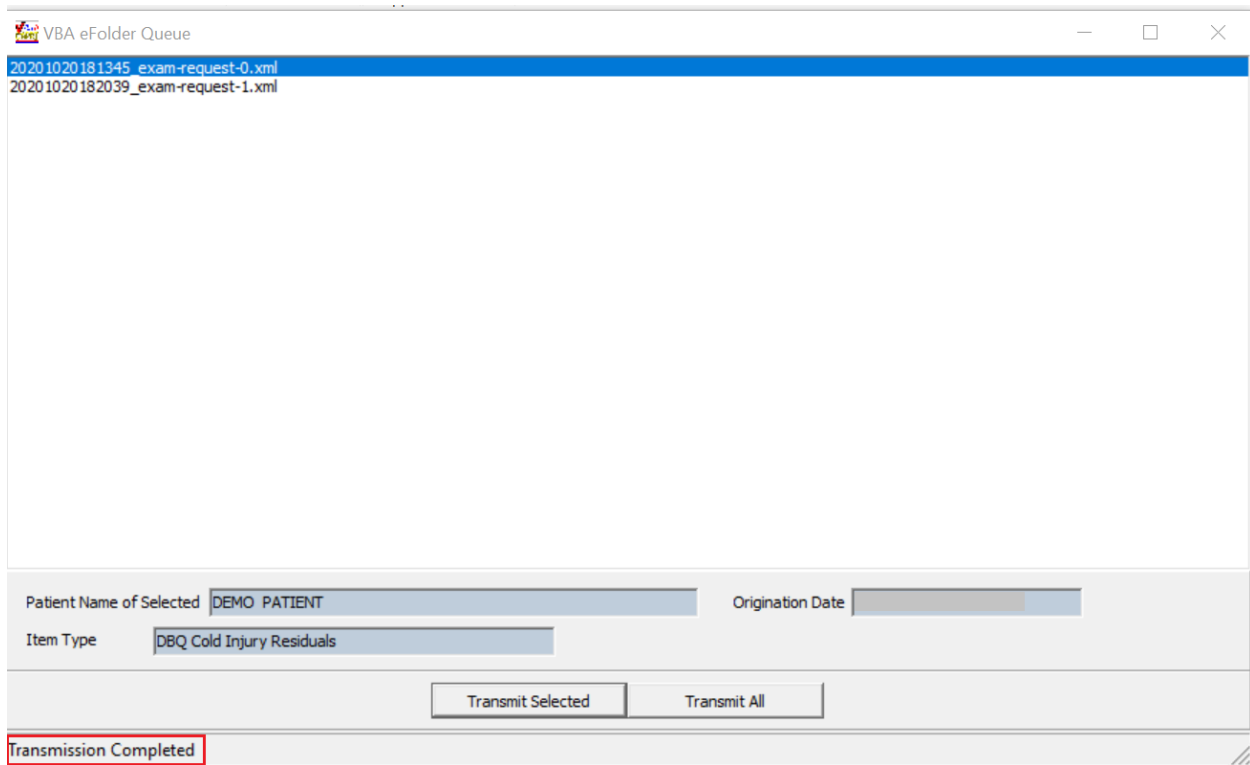 VBA eFolder Queue
20201020181345_exam-request-0.xml
20201020182039_exam-request-1.xml
Patient Name of Selected DEMO PATIENT Origination Date
Item Type DBQ Cold Injury Residuals
Transmit Selected Transmit All
Transmission Completed